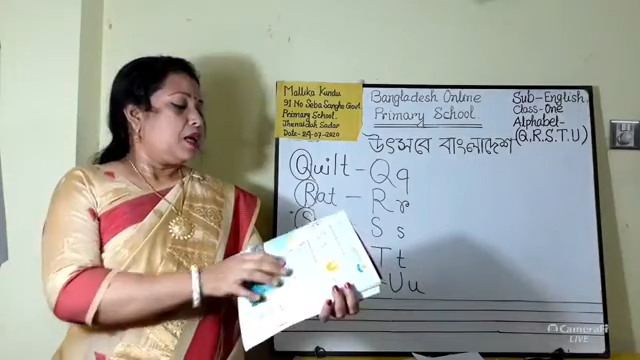 Mallika Kundu
91 No Seba Sangha Govt.
Primary School.
Jhenaidah Sadar
Date- 24-07-2020
Bangladesh Online
Primary School
Sub-English
Class-One
Alphabet-
(Q,R,S,T,U)
উৎসবে বাংলাদেশ
Quilt - Q q
Rat - R r
S s
T t
U u
CameraFi
LIVE